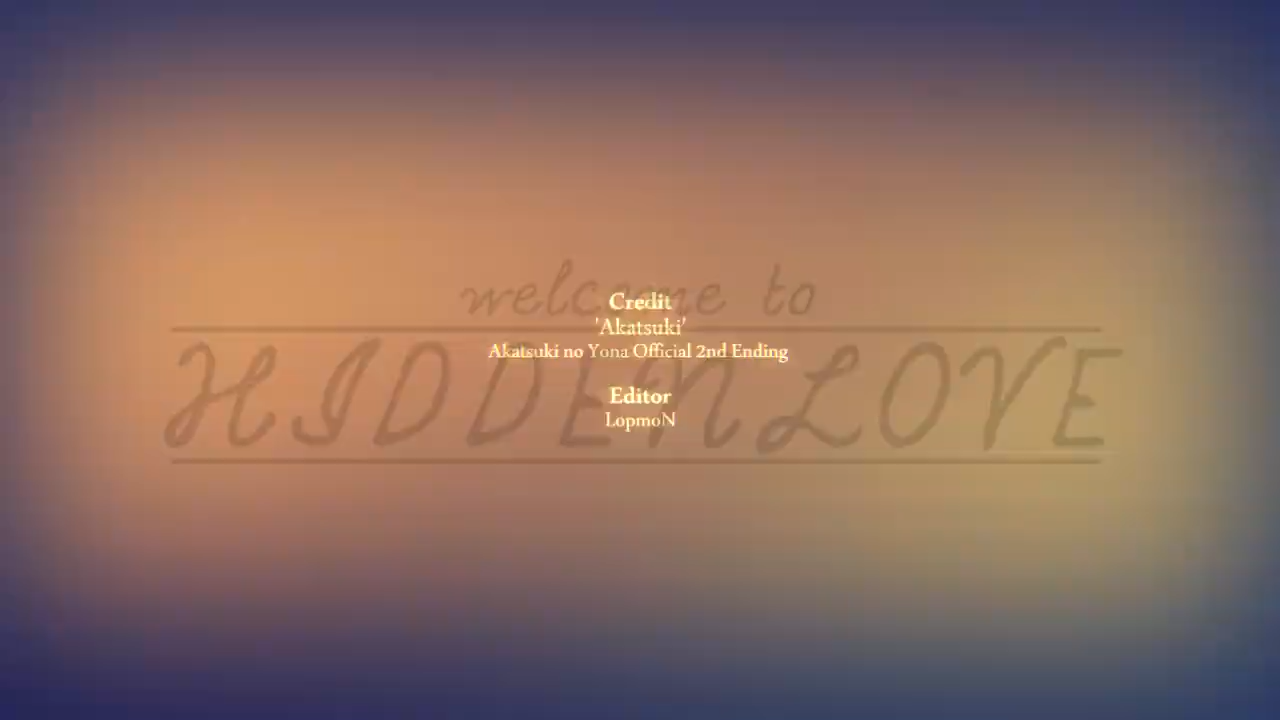 welcome to
HIDDEN LOVE
Credit
'Akatsuki'
Akatsuki no Yona Official 2nd Ending
Editor
LopmoN